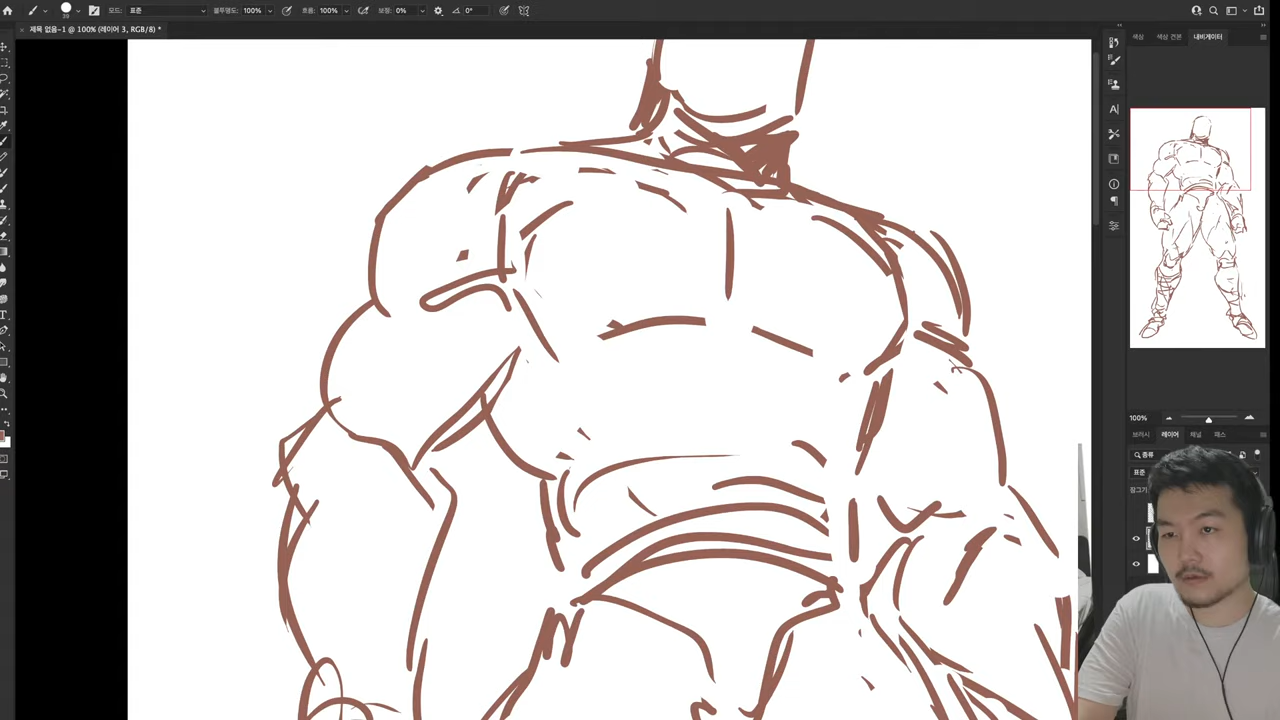 39
모드: 표준
불투명도: 100%
흐름: 100%
보정: 0%
0°
제목 없음-1 @ 100% (레이어 3, RGB/8) *
색상
색상 견본
내비게이터
100%
브러시
레이어
채널
패스
종류
표준
잠그기